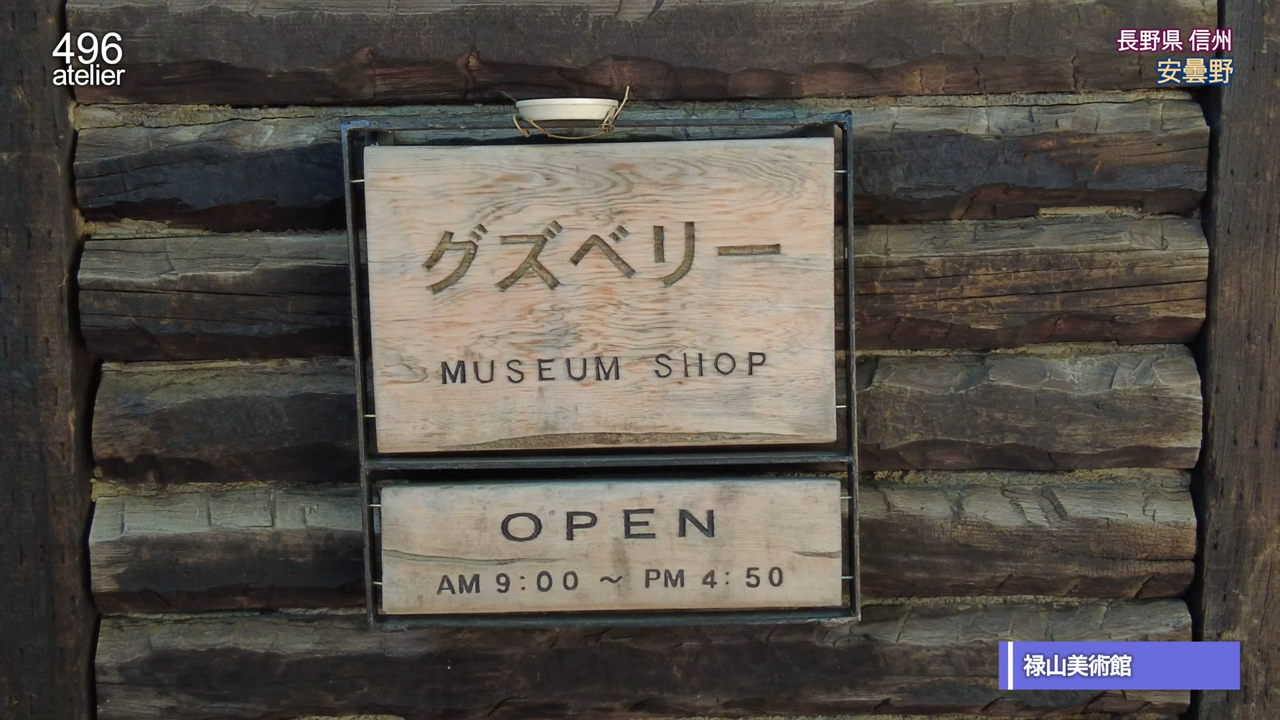 496
atelier
長野県 信州
安曇野
グズベリー
MUSEUM SHOP
OPEN
AM 9:00 ~ PM 4:50
禄山美術館